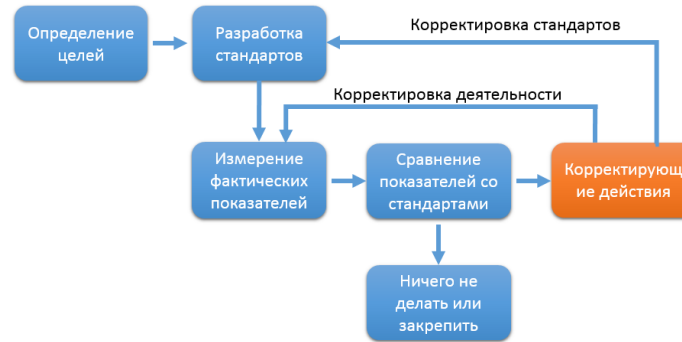 Корректировка стандартов
Определение
целей
Разработка
стандартов
Корректировка деятельности
Измерение
фактических
показателей
Сравнение
показателей со
стандартами
Корректирующ
ие действия
Ничего не
делать или
закрепить